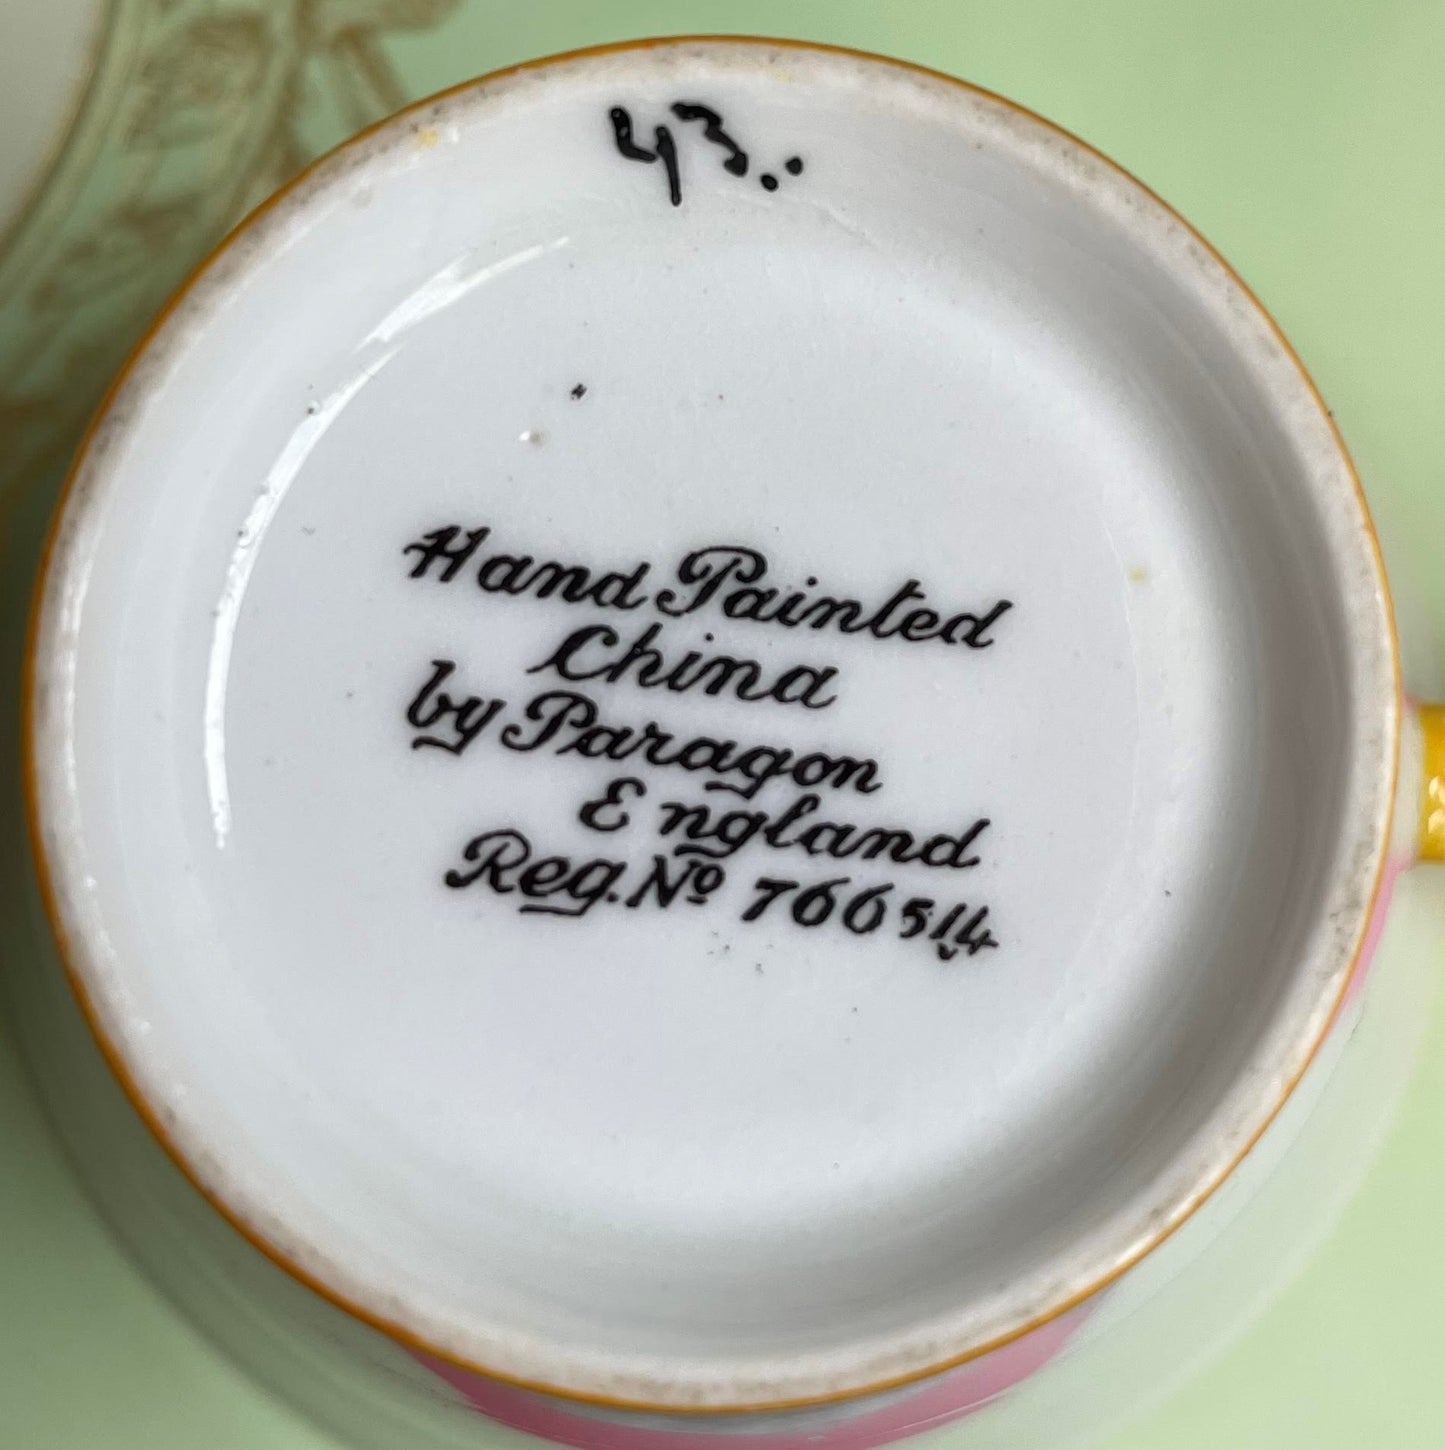 43..
Hand Painted
China
by Paragon
England
Reg. Nº 766514